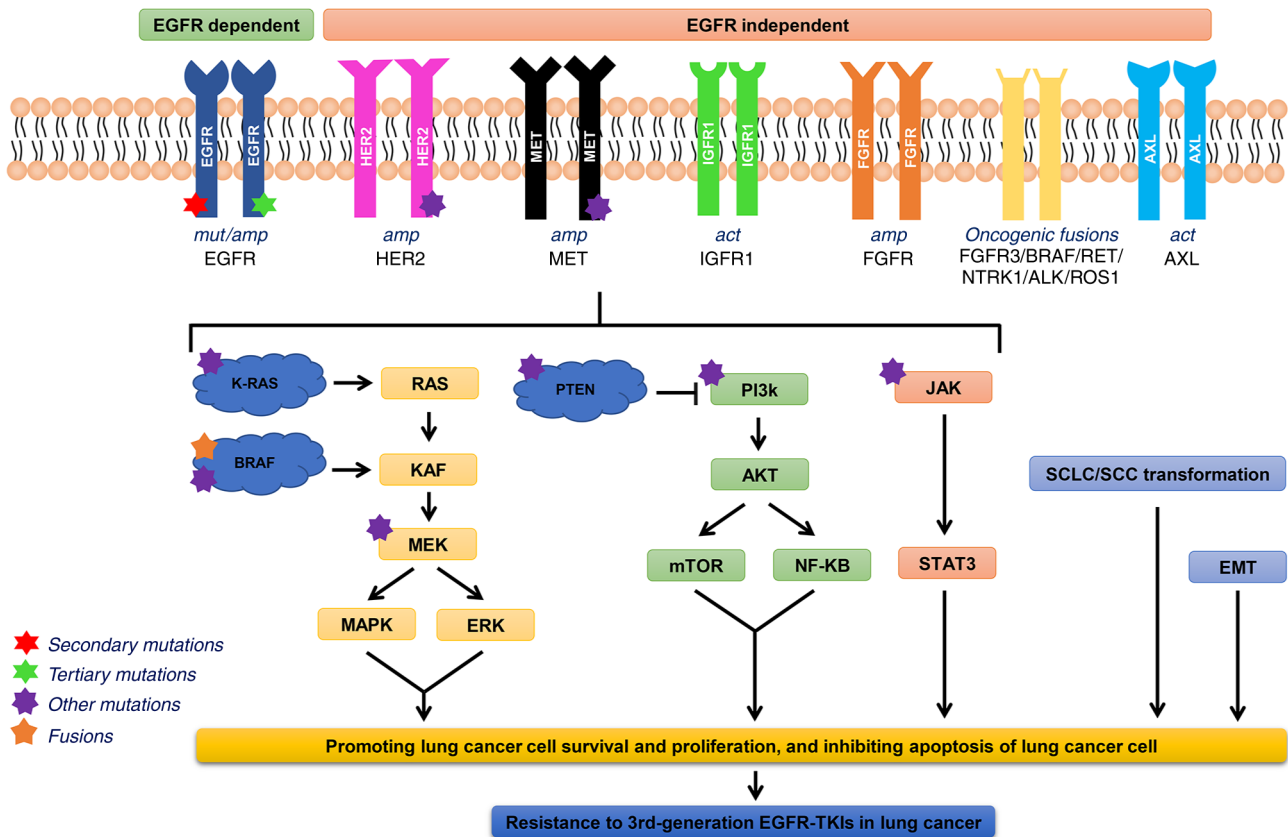 EGFR dependent
EGFR independent
EGFR
EGFR
HER2
HER2
MET
MET
IGFR1
IGFR1
FGFR
FGFR
AXL
AXL
mut/amp
EGFR
amp
HER2
amp
MET
act
IGFR1
amp
FGFR
Oncogenic fusions
FGFR3/BRAF/RET/
NTRK1/ALK/ROS1
act
AXL
K-RAS
RAS
PTEN
PI3k
JAK
BRAF
KAF
AKT
SCLC/SCC transformation
MEK
mTOR
NF-KB
STAT3
EMT
MAPK
ERK
Secondary mutations
Tertiary mutations
Other mutations
Fusions
Promoting lung cancer cell survival and proliferation, and inhibiting apoptosis of lung cancer cell
Resistance to 3rd-generation EGFR-TKIs in lung cancer